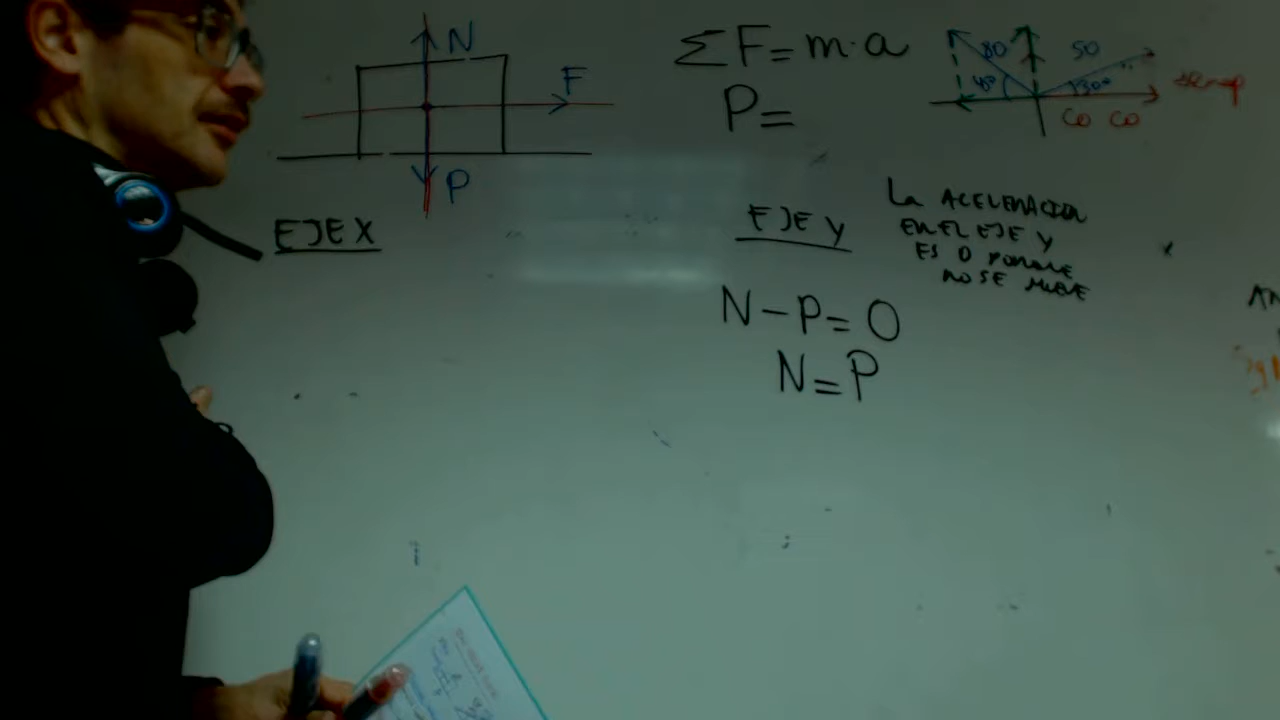 N
F
P
ΣF=m·a
P=
80
50
40°
30°
CO CO
EJE X
EJE Y
La ACELERACION
EN EL EJE Y
ES 0 PORQUE
NO SE MUEVE
N-P=0
N=P